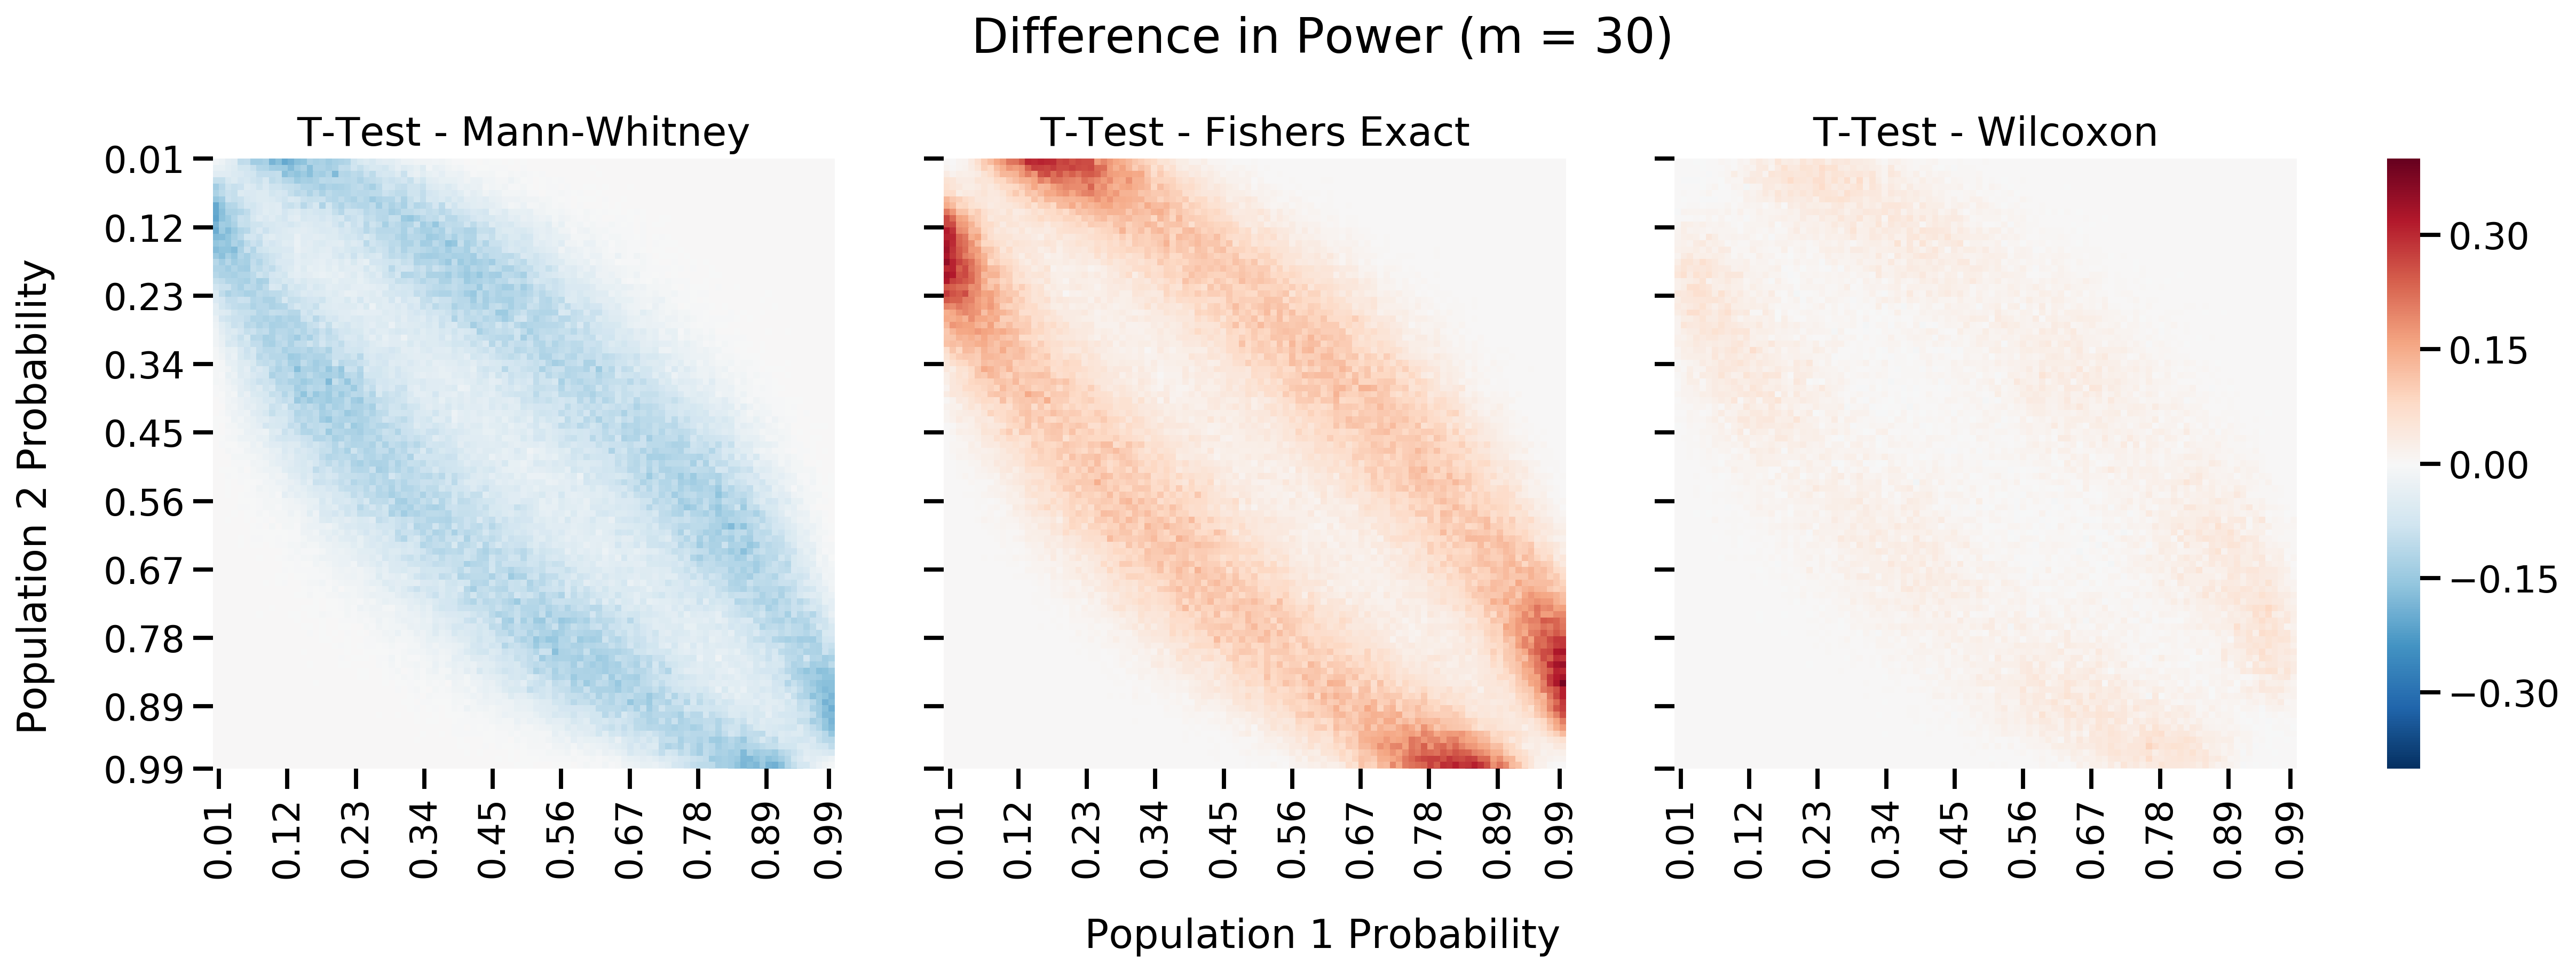 Difference in Power (m = 30)
T-Test - Mann-Whitney
T-Test - Fishers Exact
T-Test - Wilcoxon
Population 2 Probability
0.01
0.12
0.23
0.34
0.45
0.56
0.67
0.78
0.89
0.99
0.01 0.12 0.23 0.34 0.45 0.56 0.67 0.78 0.89 0.99
0.01 0.12 0.23 0.34 0.45 0.56 0.67 0.78 0.89 0.99
0.01 0.12 0.23 0.34 0.45 0.56 0.67 0.78 0.89 0.99
Population 1 Probability
0.30
0.15
0.00
−0.15
−0.30